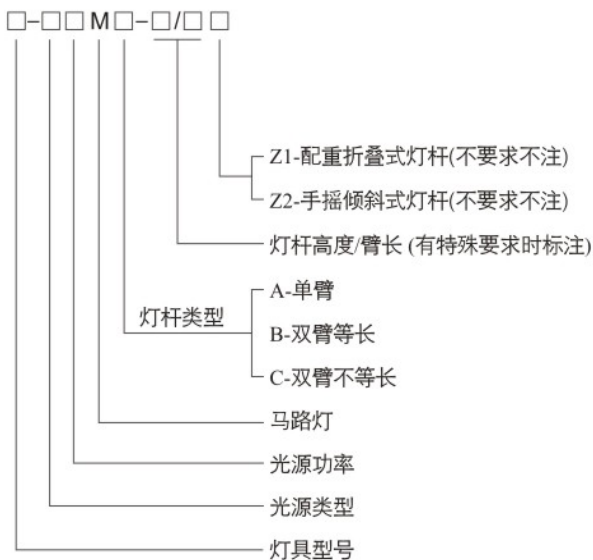 □-□□M□-□/□□
Z1-配重折叠式灯杆(不要求不注)
Z2-手摇倾斜式灯杆(不要求不注)
灯杆高度/臂长 (有特殊要求时标注)
A-单臂
灯杆类型
B-双臂等长
C-双臂不等长
马路灯
光源功率
光源类型
灯具型号